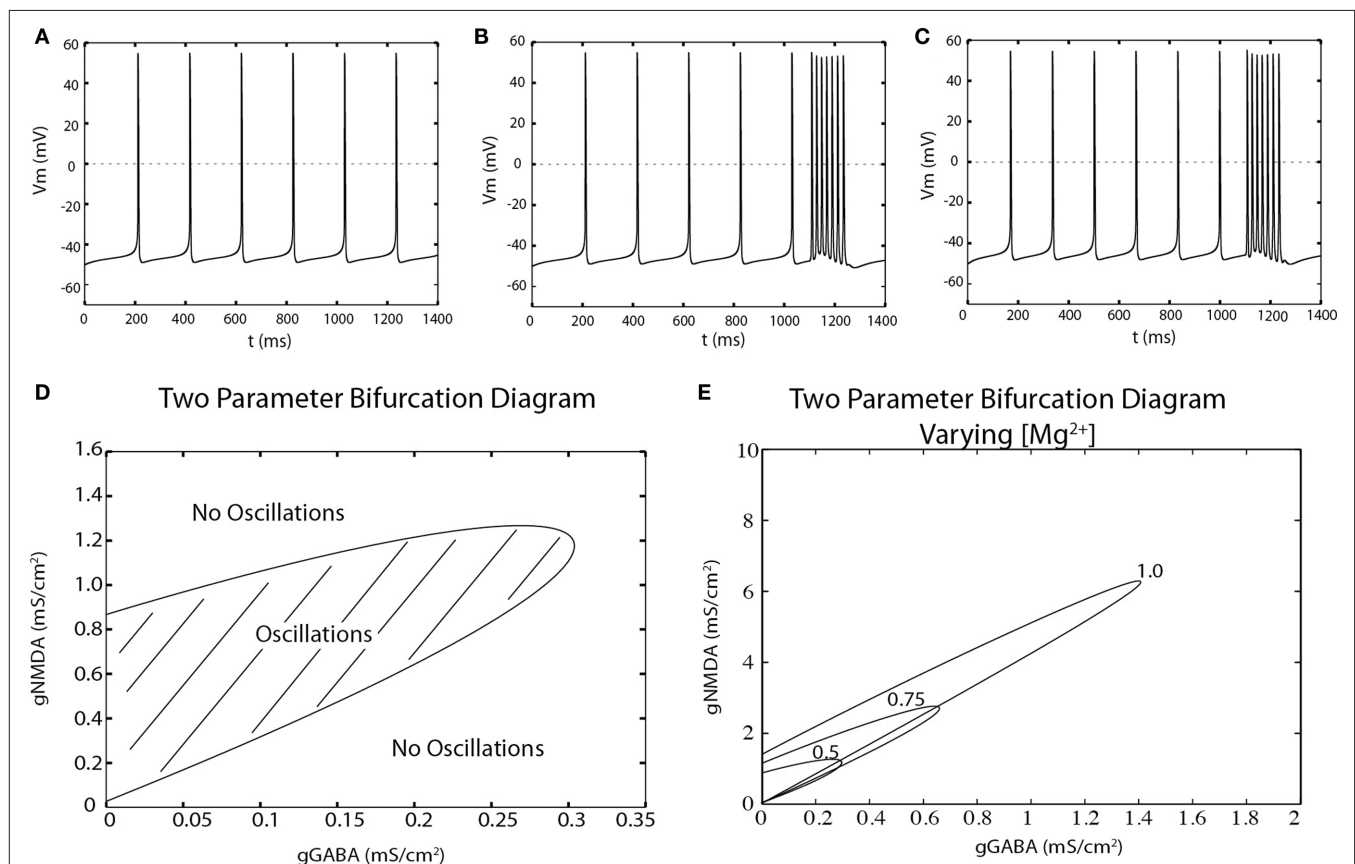 A
60
40
20
0
-20
-40
-60
Vm (mV)
0 200 400 600 800 1000 1200 1400
t (ms)
B
60
40
20
0
-20
-40
-60
Vm (mV)
0 200 400 600 800 1000 1200 1400
t (ms)
C
60
40
20
0
-20
-40
-60
Vm (mV)
0 200 400 600 800 1000 1200 1400
t (ms)
D
Two Parameter Bifurcation Diagram
1.6
1.4
1.2
1.0
0.8
0.6
0.4
0.2
0
gNMDA (mS/cm²)
No Oscillations
Oscillations
No Oscillations
0 0.05 0.1 0.15 0.2 0.25 0.3 0.35
gGABA (mS/cm²)
E
Two Parameter Bifurcation Diagram
Varying [Mg²⁺]
10
8
6
4
2
0
gNMDA (mS/cm²)
1.0
0.75
0.5
0 0.2 0.4 0.6 0.8 1 1.2 1.4 1.6 1.8 2
gGABA (mS/cm²)